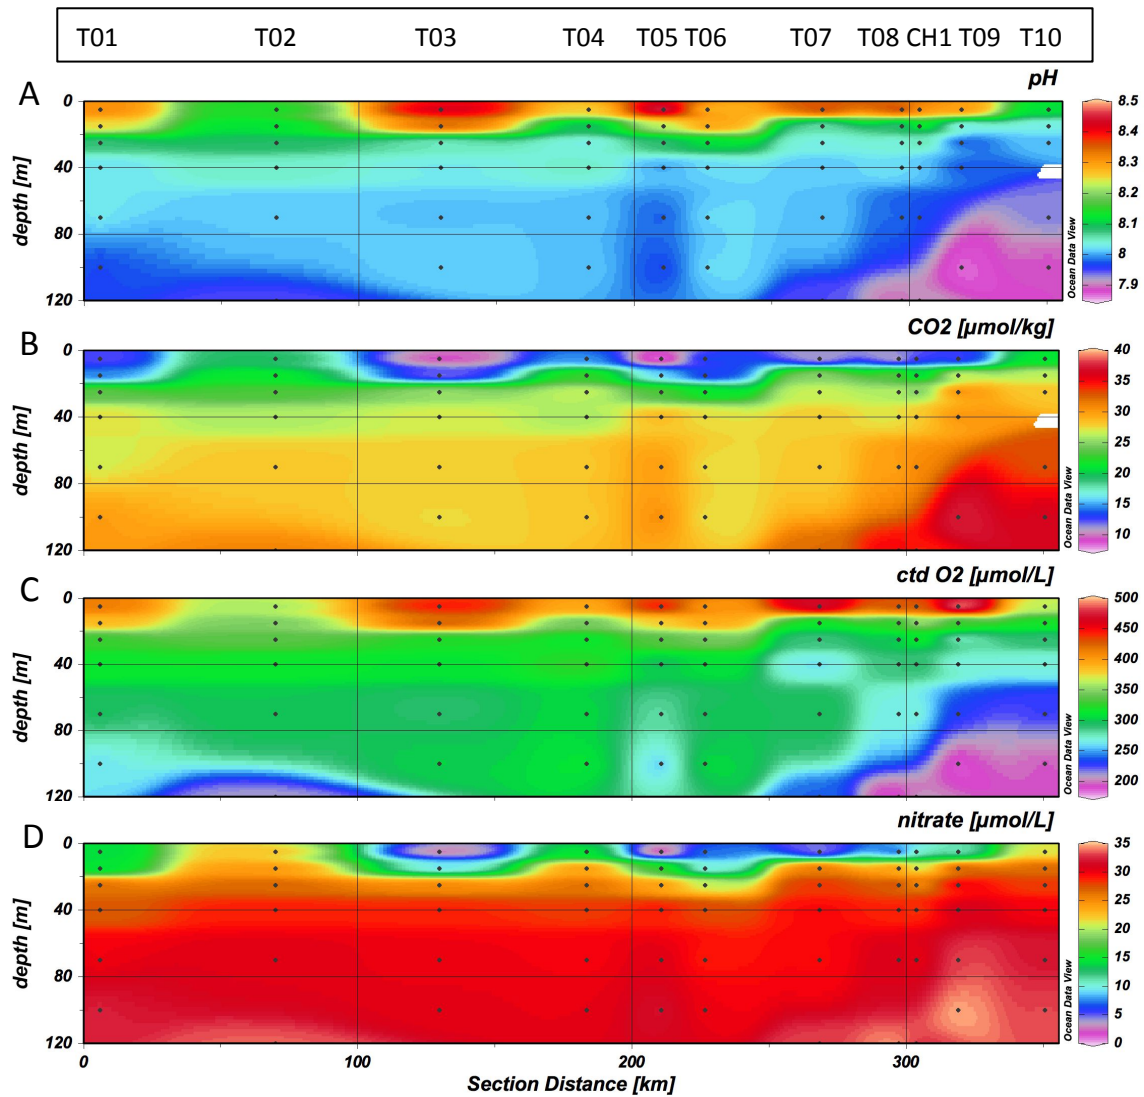 T01 T02 T03 T04 T05 T06 T07 T08 CH1 T09 T10
A
pH
0
40
80
120
depth [m]
Ocean Data View
8.5
8.4
8.3
8.2
8.1
8
7.9
B
CO2 [µmol/kg]
0
40
80
120
depth [m]
Ocean Data View
40
35
30
25
20
15
10
C
ctd O2 [µmol/L]
0
40
80
120
depth [m]
Ocean Data View
500
450
400
350
300
250
200
D
nitrate [µmol/L]
0
40
80
120
depth [m]
Ocean Data View
35
30
25
20
15
10
5
0
0 100 200 300
Section Distance [km]